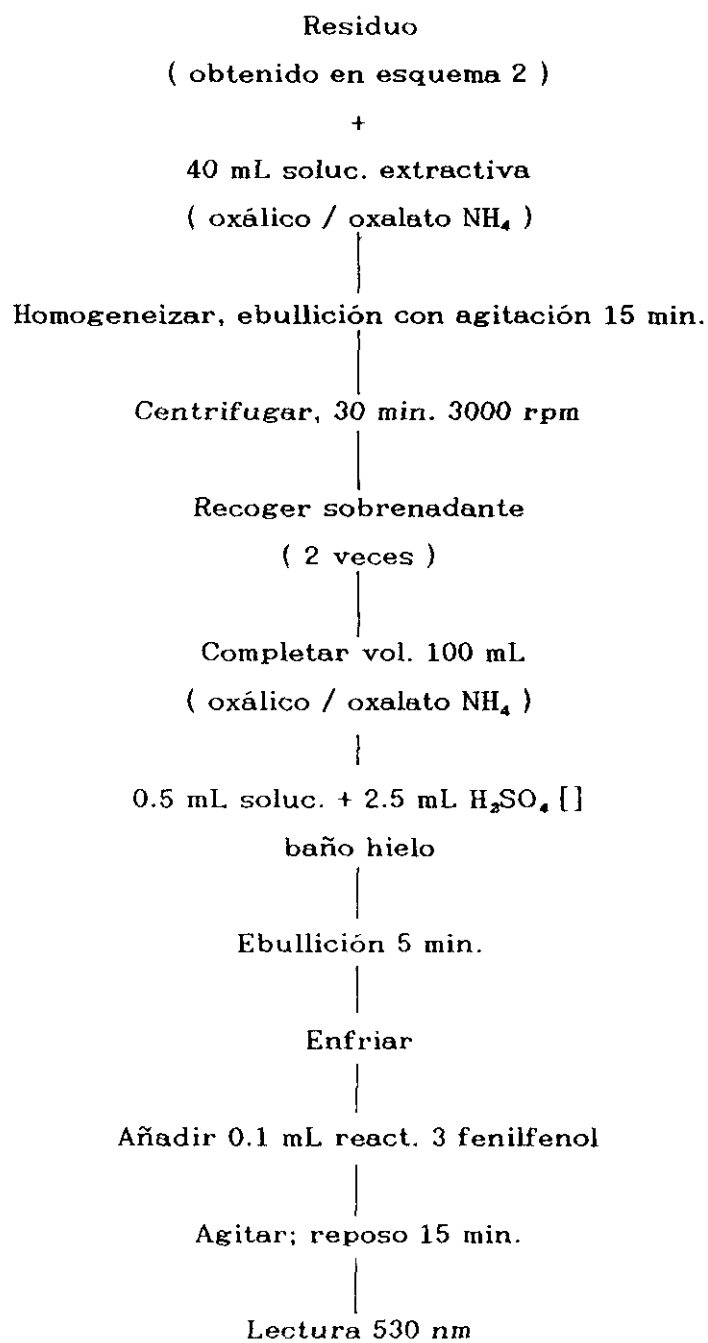 Residuo
( obtenido en esquema 2 )
+
40 mL soluc. extractiva
( oxálico / oxalato NH₄ )
Homogeneizar, ebullición con agitación 15 min.
Centrifugar, 30 min. 3000 rpm
Recoger sobrenadante
( 2 veces )
Completar vol. 100 mL
( oxálico / oxalato NH₄ )
0.5 mL soluc. + 2.5 mL H₂SO₄ []
baño hielo
Ebullición 5 min.
Enfriar
Añadir 0.1 mL react. 3 fenilfenol
Agitar; reposo 15 min.
Lectura 530 nm